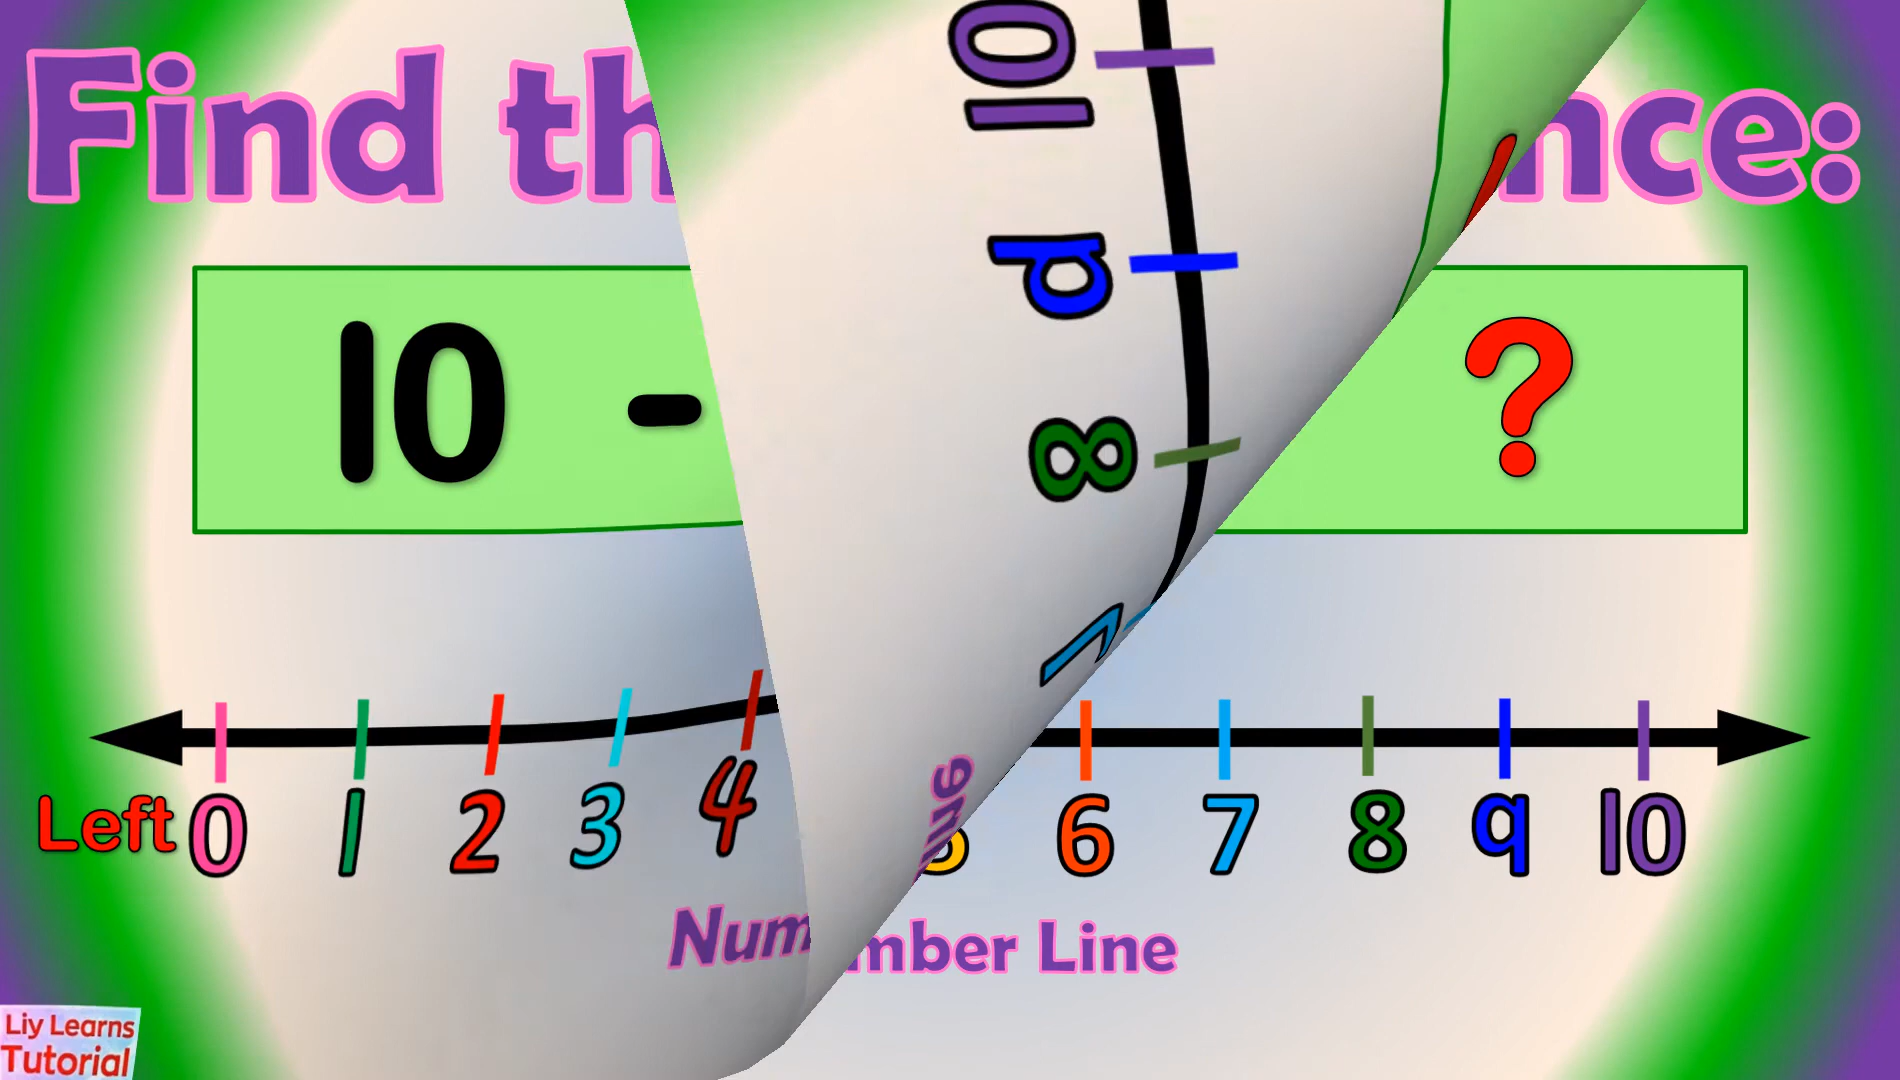 Find th nce:
10 - ?
10
9
8
7
Left 0 1 2 3 4 6 7 8 9 10
Num mber Line
Liy Learns
Tutorial